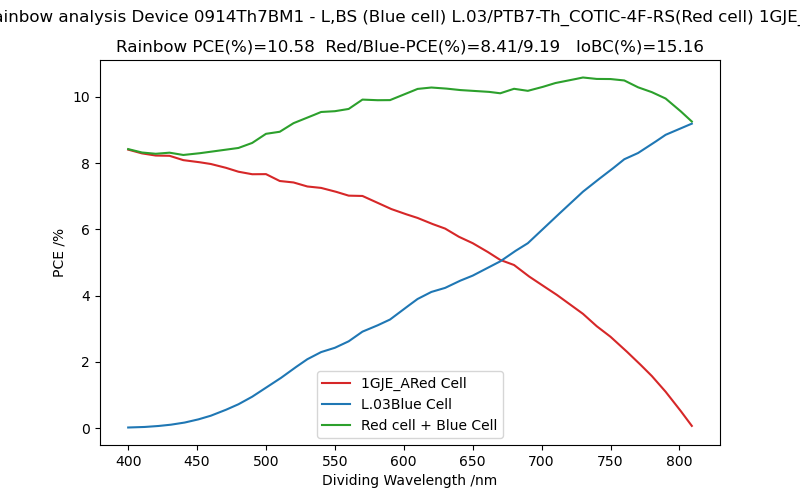 ainbow analysis Device 0914Th7BM1 - L,BS (Blue cell) L.03/PTB7-Th_COTIC-4F-RS(Red cell) 1GJE_
Rainbow PCE(%)=10.58 Red/Blue-PCE(%)=8.41/9.19 IoBC(%)=15.16
10
8
6
4
2
0
PCE /%
1GJE_ARed Cell
L.03Blue Cell
Red cell + Blue Cell
400 450 500 550 600 650 700 750 800
Dividing Wavelength /nm